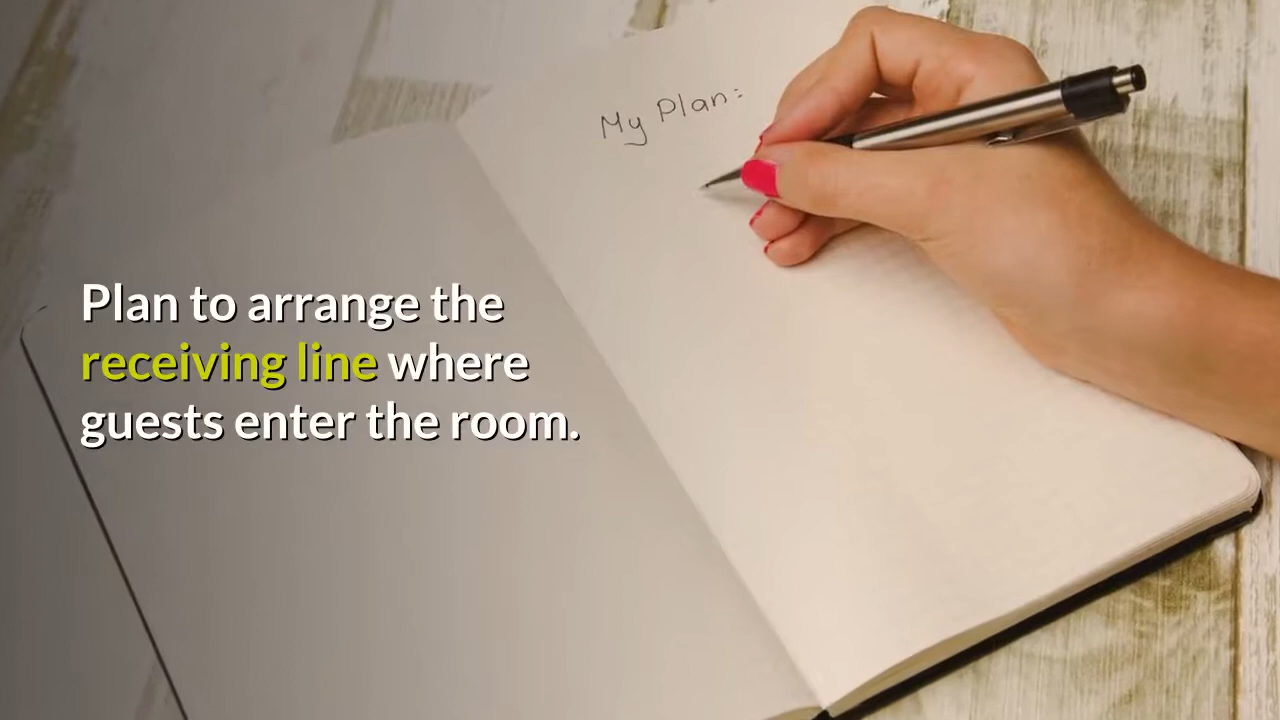 My Plan:
Plan to arrange the
receiving line where
guests enter the room.